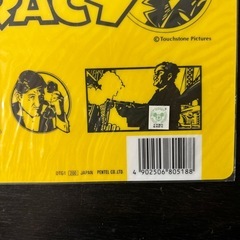 RACY
©Touchstone Pictures
JAPAN PENTEL CO.,LTD.
4 902506 805188